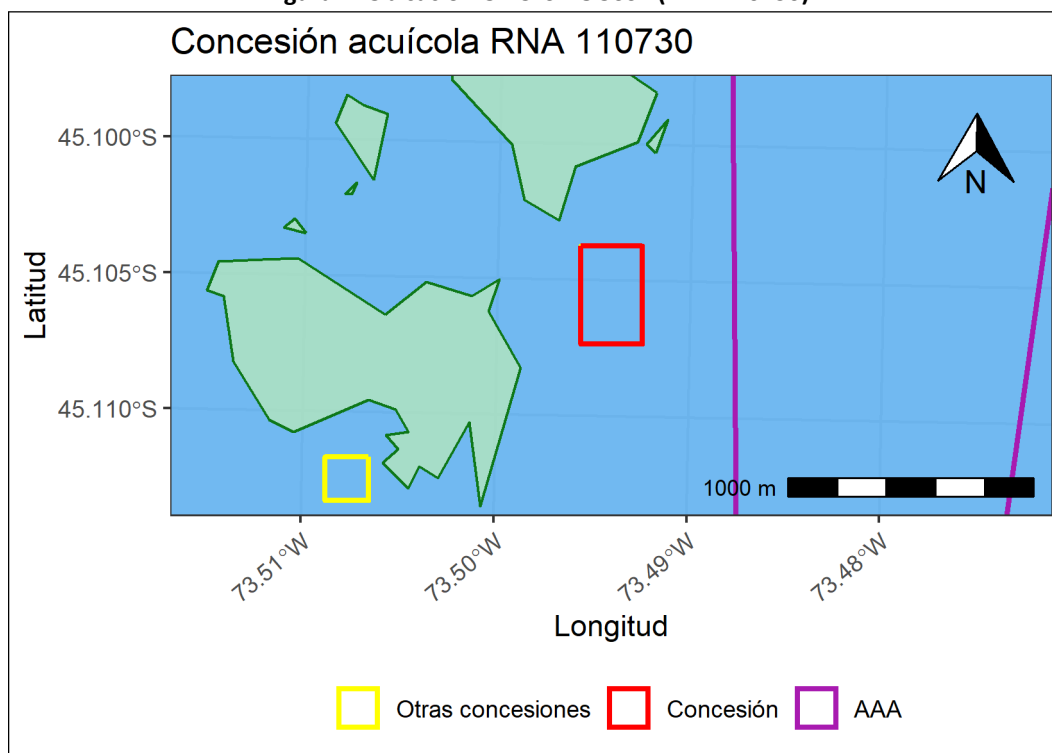 Concesión acuícola RNA 110730
45.100°S
45.105°S
45.110°S
Latitud
N
1000 m
73.51°W
73.50°W
73.49°W
73.48°W
Longitud
Otras concesiones
Concesión
AAA